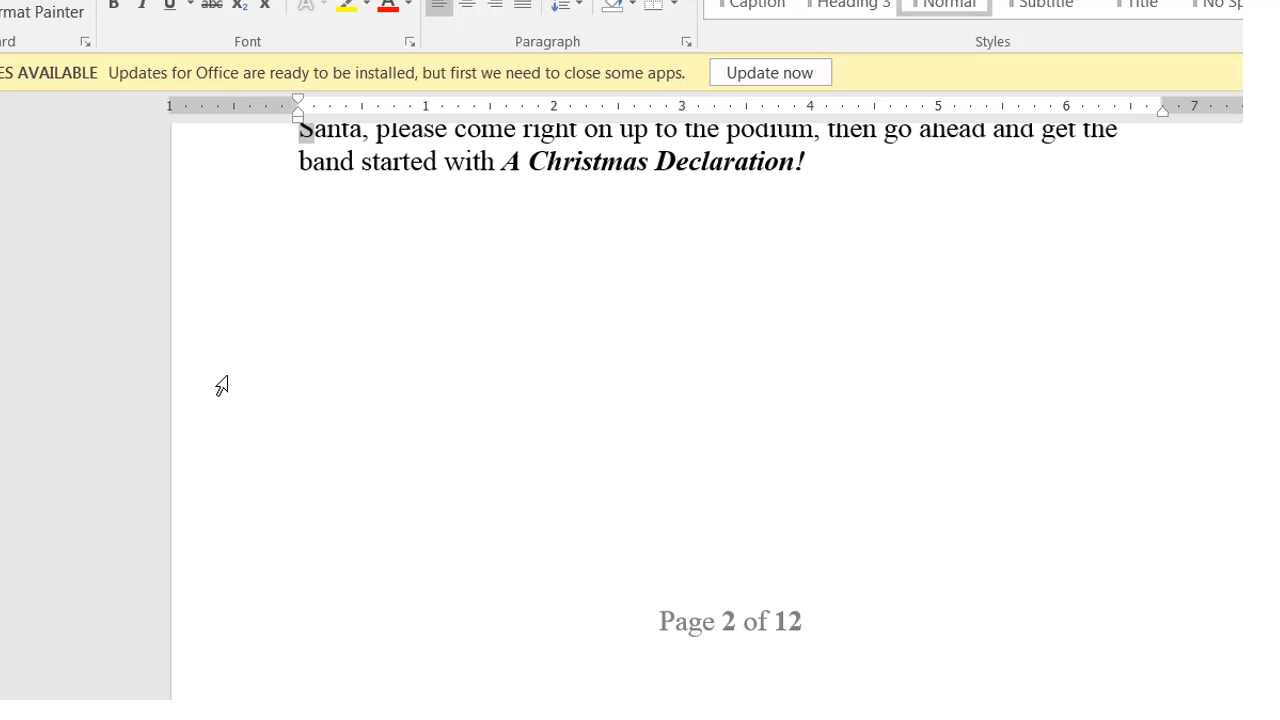 rmat Painter
B I U abc X2 X A A
Caption Heading 3 Normal Subtitle Title No Sp
rd Font Paragraph Styles
ES AVAILABLE Updates for Office are ready to be installed, but first we need to close some apps. Update now
1 1 2 3 4 5 6 7
Santa, please come right on up to the podium, then go ahead and get the
band started with A Christmas Declaration!
Page 2 of 12